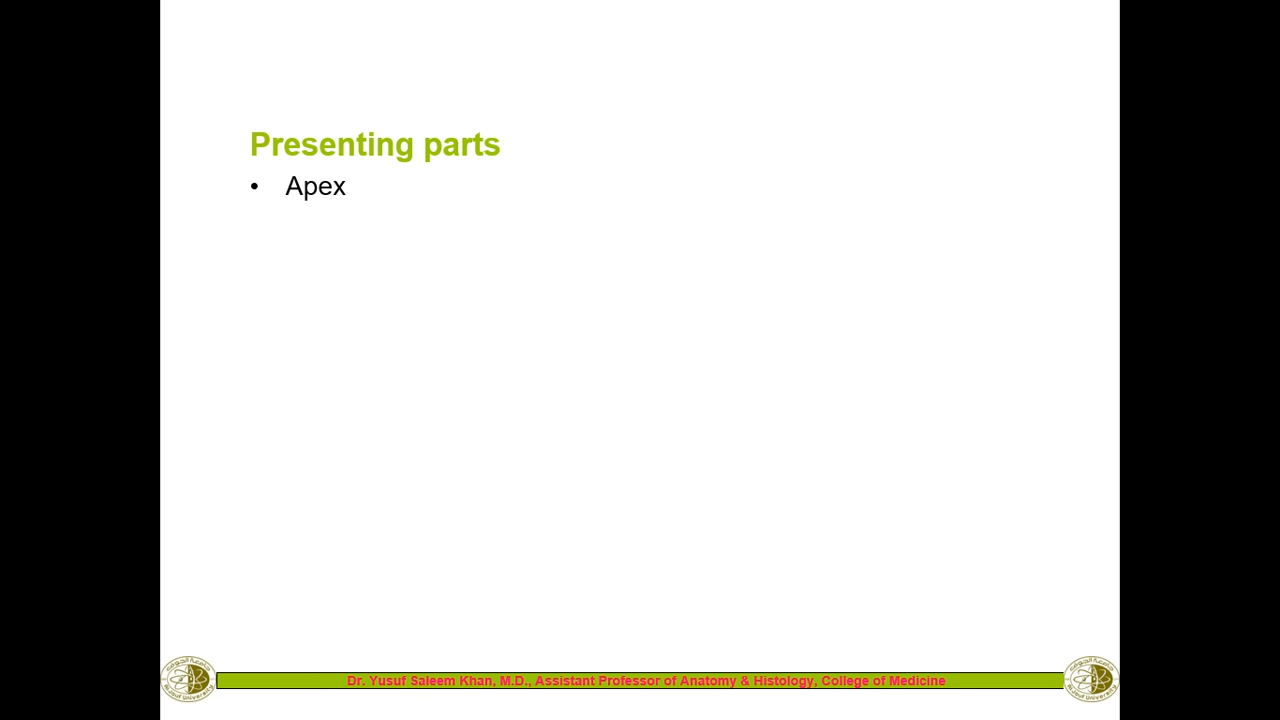 Presenting parts
• Apex
Dr. Yusuf Saleem Khan, M.D., Assistant Professor of Anatomy & Histology, College of Medicine